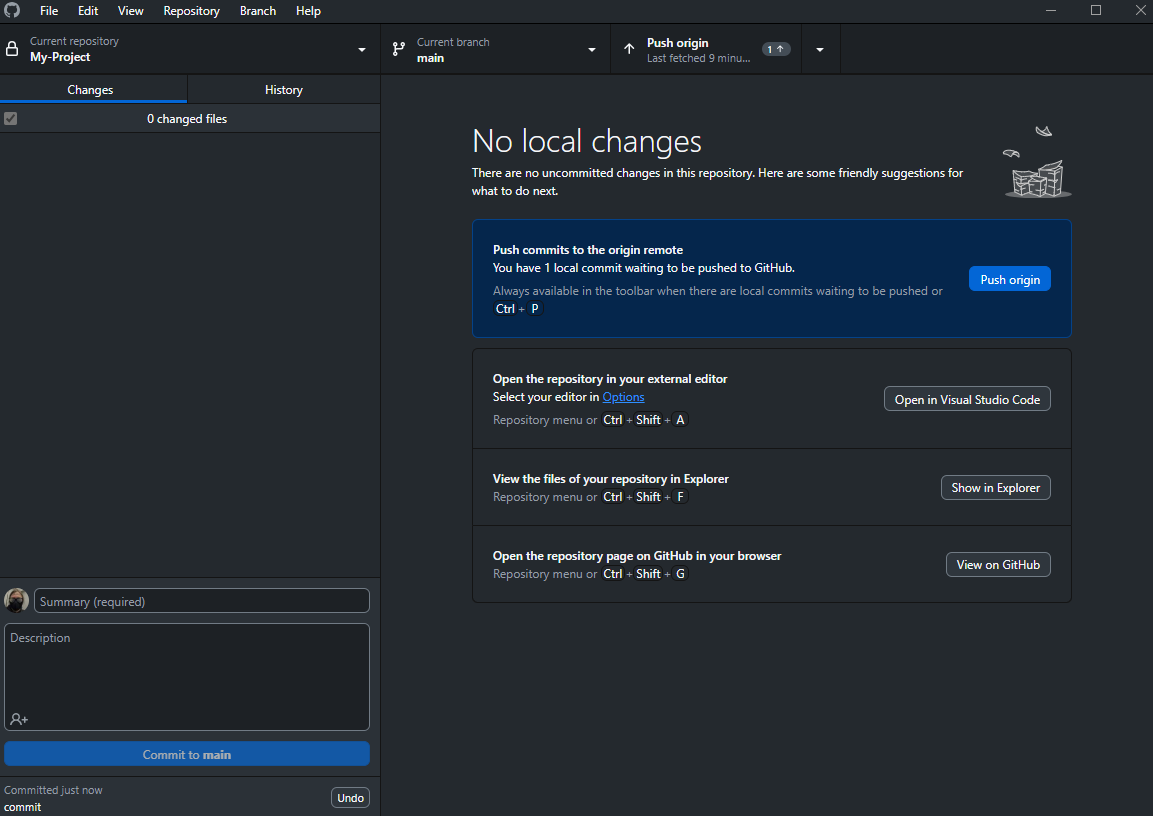 File Edit View Repository Branch Help
Current repository
My-Project
Current branch
main
Push origin
Last fetched 9 minu...
1
Changes
History
0 changed files
No local changes
There are no uncommitted changes in this repository. Here are some friendly suggestions for
what to do next.
Push commits to the origin remote
You have 1 local commit waiting to be pushed to GitHub.
Always available in the toolbar when there are local commits waiting to be pushed or
Ctrl + P
Push origin
Open the repository in your external editor
Select your editor in Options
Repository menu or Ctrl + Shift + A
Open in Visual Studio Code
View the files of your repository in Explorer
Repository menu or Ctrl + Shift + F
Show in Explorer
Open the repository page on GitHub in your browser
Repository menu or Ctrl + Shift + G
View on GitHub
Summary (required)
Description
Commit to main
Committed just now
commit
Undo